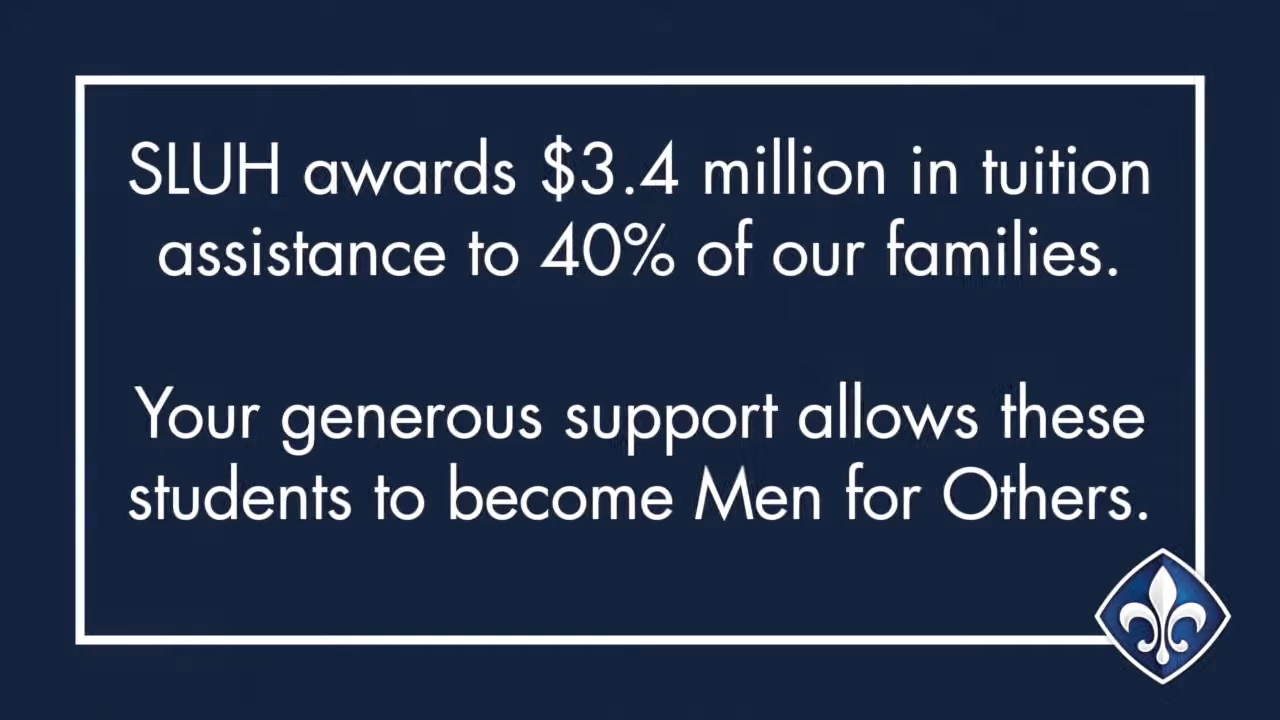 SLUH awards $3.4 million in tuition
assistance to 40% of our families.
Your generous support allows these
students to become Men for Others.